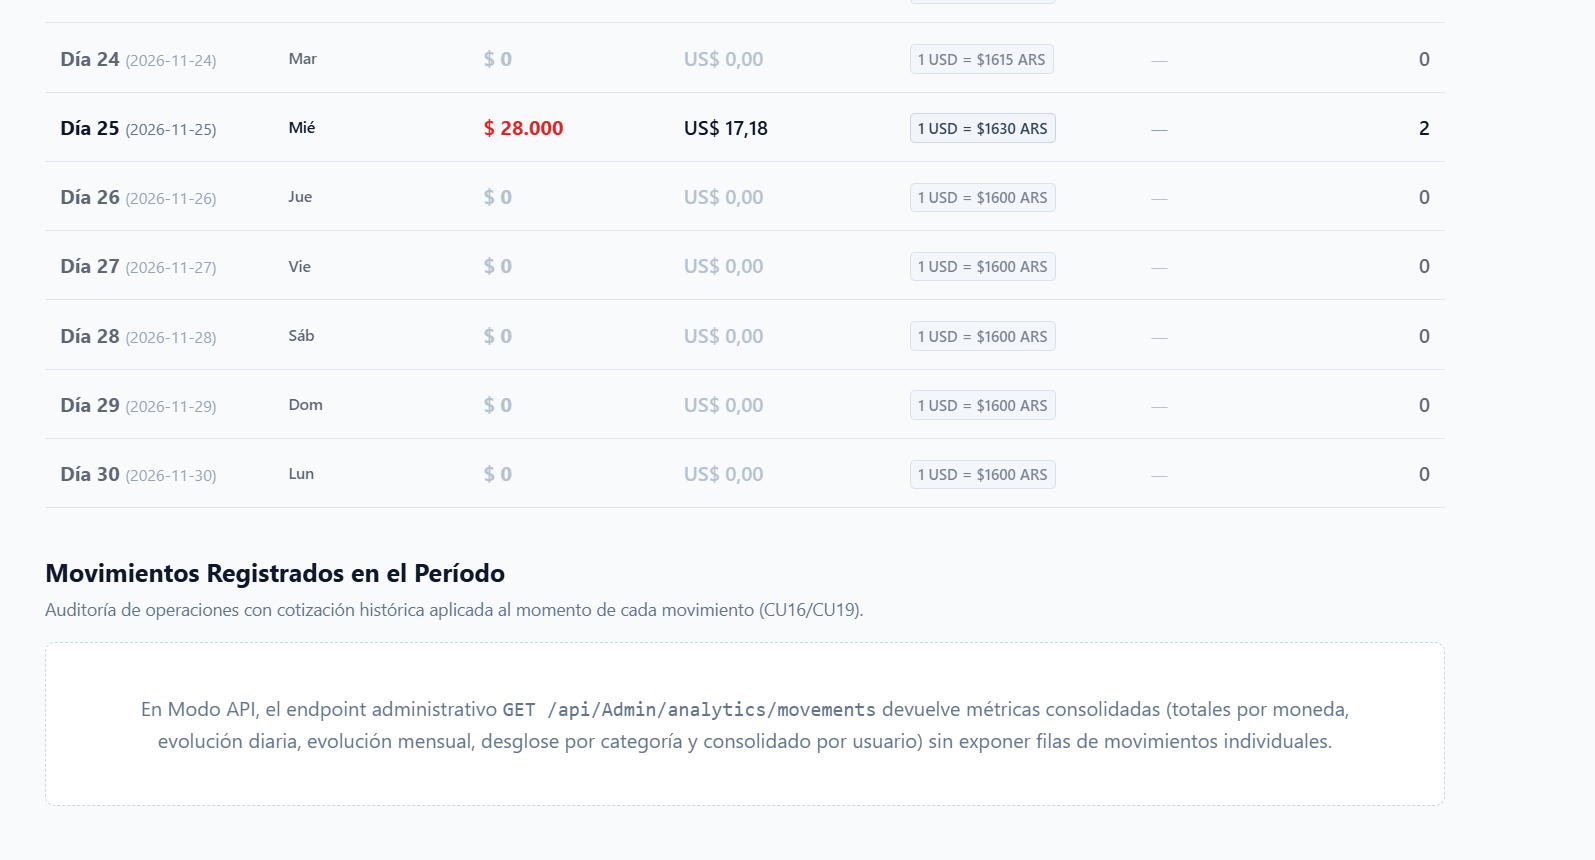 Día 24 (2026-11-24) Mar $ 0 US$ 0,00 1 USD = $1615 ARS — 0
Día 25 (2026-11-25) Mié $ 28.000 US$ 17,18 1 USD = $1630 ARS — 2
Día 26 (2026-11-26) Jue $ 0 US$ 0,00 1 USD = $1600 ARS — 0
Día 27 (2026-11-27) Vie $ 0 US$ 0,00 1 USD = $1600 ARS — 0
Día 28 (2026-11-28) Sáb $ 0 US$ 0,00 1 USD = $1600 ARS — 0
Día 29 (2026-11-29) Dom $ 0 US$ 0,00 1 USD = $1600 ARS — 0
Día 30 (2026-11-30) Lun $ 0 US$ 0,00 1 USD = $1600 ARS — 0
Movimientos Registrados en el Período
Auditoría de operaciones con cotización histórica aplicada al momento de cada movimiento (CU16/CU19).
En Modo API, el endpoint administrativo GET /api/Admin/analytics/movements devuelve métricas consolidadas (totales por moneda,
evolución diaria, evolución mensual, desglose por categoría y consolidado por usuario) sin exponer filas de movimientos individuales.